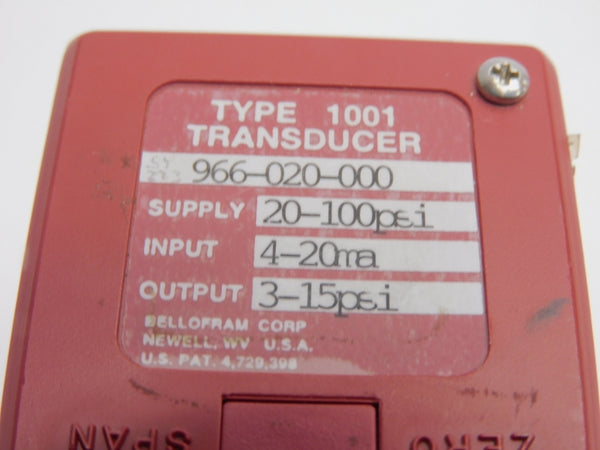 TYPE 1001
TRANSDUCER
966-020-000
SUPPLY 20-100psi
INPUT 4-20ma
OUTPUT 3-15psi
BELLOFRAM CORP
NEWELL, WV U.S.A.
U.S. PAT. 4,729,398
SPAN ZERO